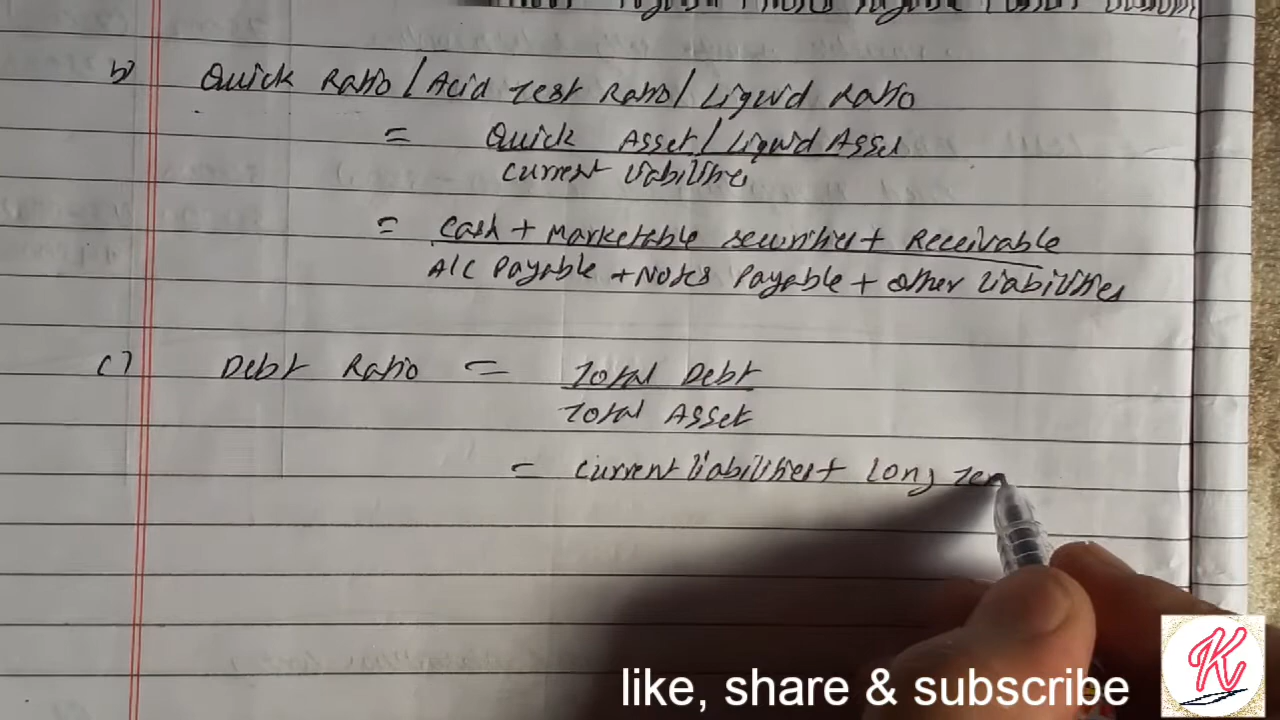 b) Quick Ratio / Acid Test Ratio / Liquid Ratio
= Quick Asset / Liquid Asset
Current liabilities
= Cash + Marketable securities + Receivable
A/C Payable + Notes Payable + Other liabilities
c) Debt Ratio = Total Debt
Total Asset
= current liabilities + Long Ter
like, share & subscribe
K